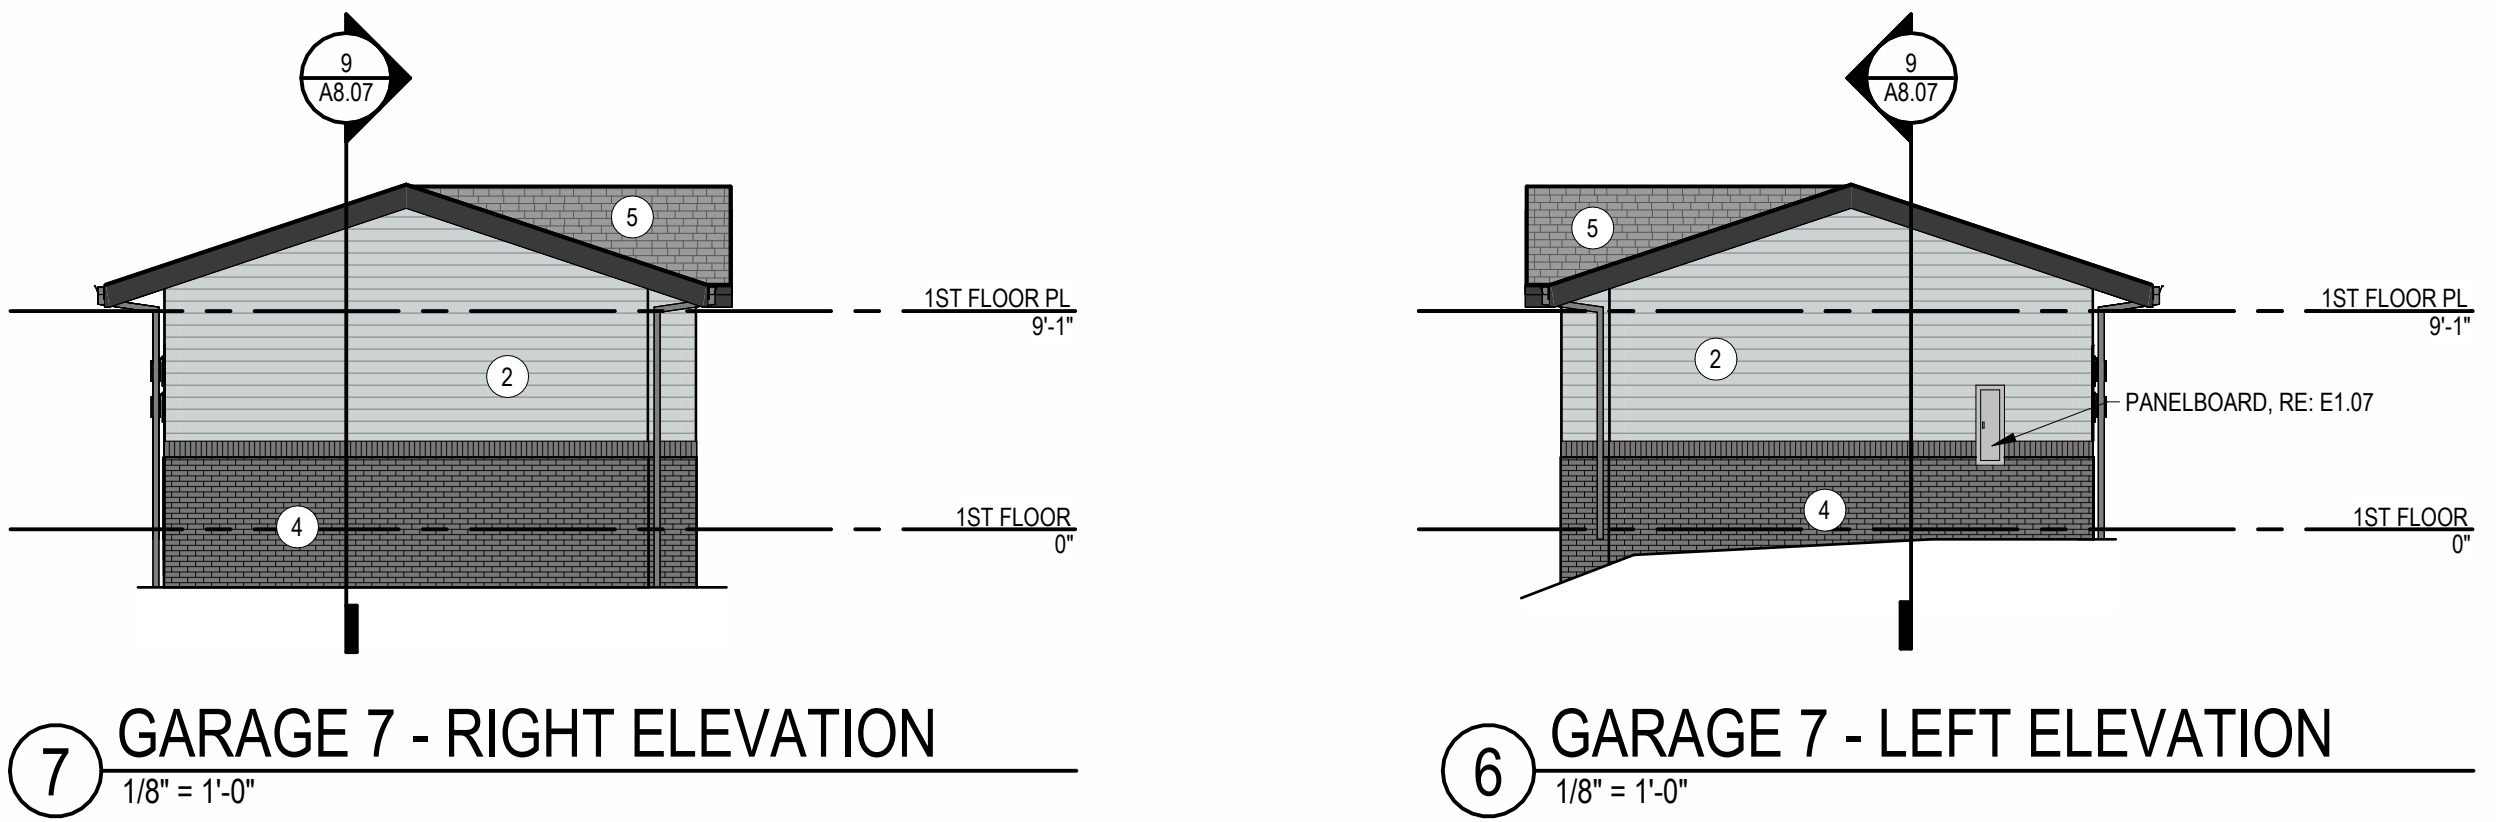 9
A8.07
5
1ST FLOOR PL
9'-1"
2
4
1ST FLOOR
0"
7
GARAGE 7 - RIGHT ELEVATION
1/8" = 1'-0"
9
A8.07
5
1ST FLOOR PL
9'-1"
2
PANELBOARD, RE: E1.07
4
1ST FLOOR
0"
6
GARAGE 7 - LEFT ELEVATION
1/8" = 1'-0"